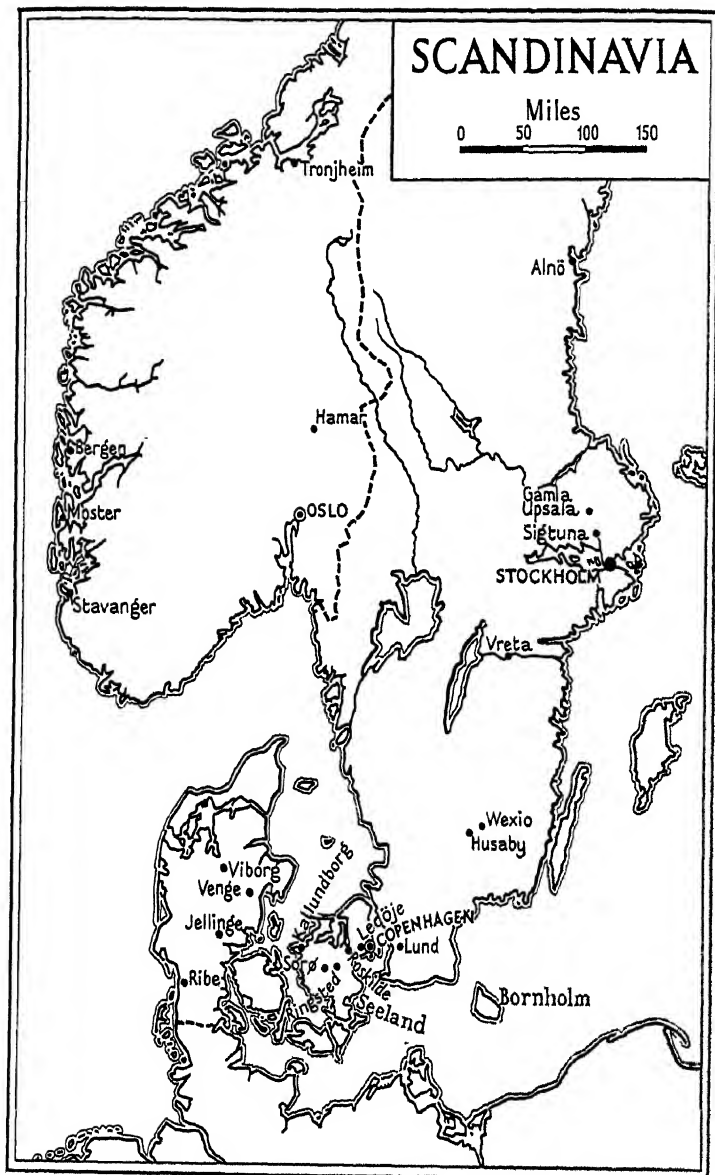 SCANDINAVIA
Miles
0 50 100 150
Tronjheim
Alnö
Hamar
Bergen
Gamla
Upsala
Moster
OSLO
Sigtuna
STOCKHOLM
Stavanger
Vreta
Wexio
Husaby
Kallundborg
Viborg
Venge
Ledöje
COPENHAGEN
Jellinge
Lund
Sorø
Roskilde
Ribe
Ringsted
Seeland
Bornholm